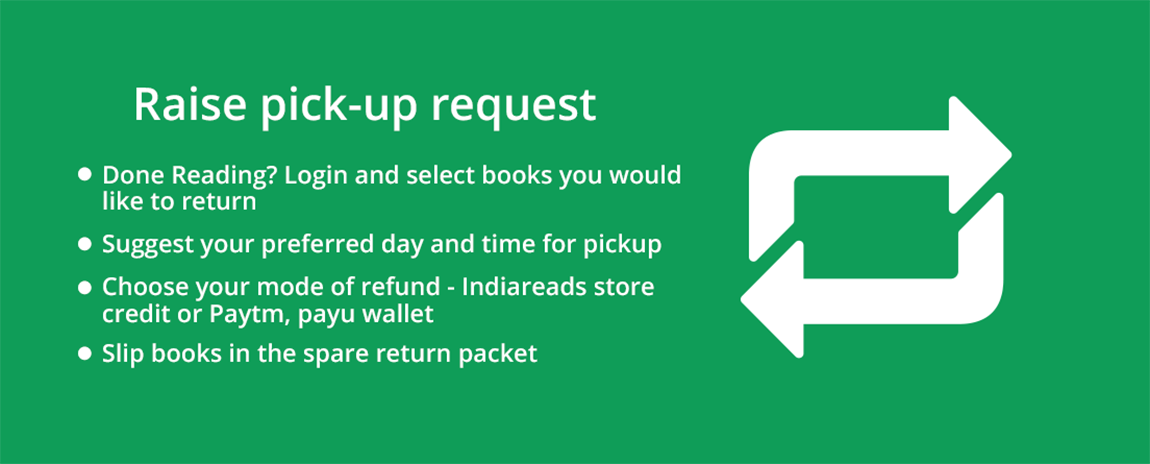 Raise pick-up request
Done Reading? Login and select books you would
like to return
Suggest your preferred day and time for pickup
Choose your mode of refund - Indiareads store
credit or Paytm, payu wallet
Slip books in the spare return packet